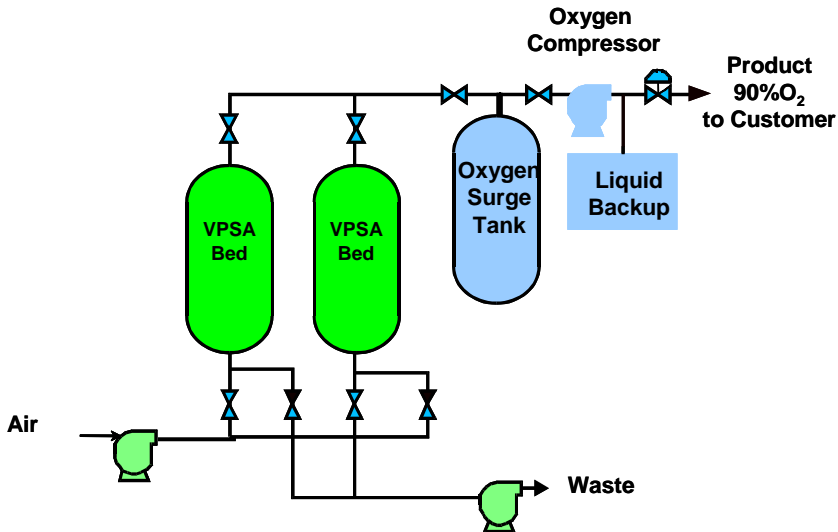 Oxygen
Compressor
Product
90%O₂
to Customer
VPSA
Bed
VPSA
Bed
Oxygen
Surge
Tank
Liquid
Backup
Air
Waste